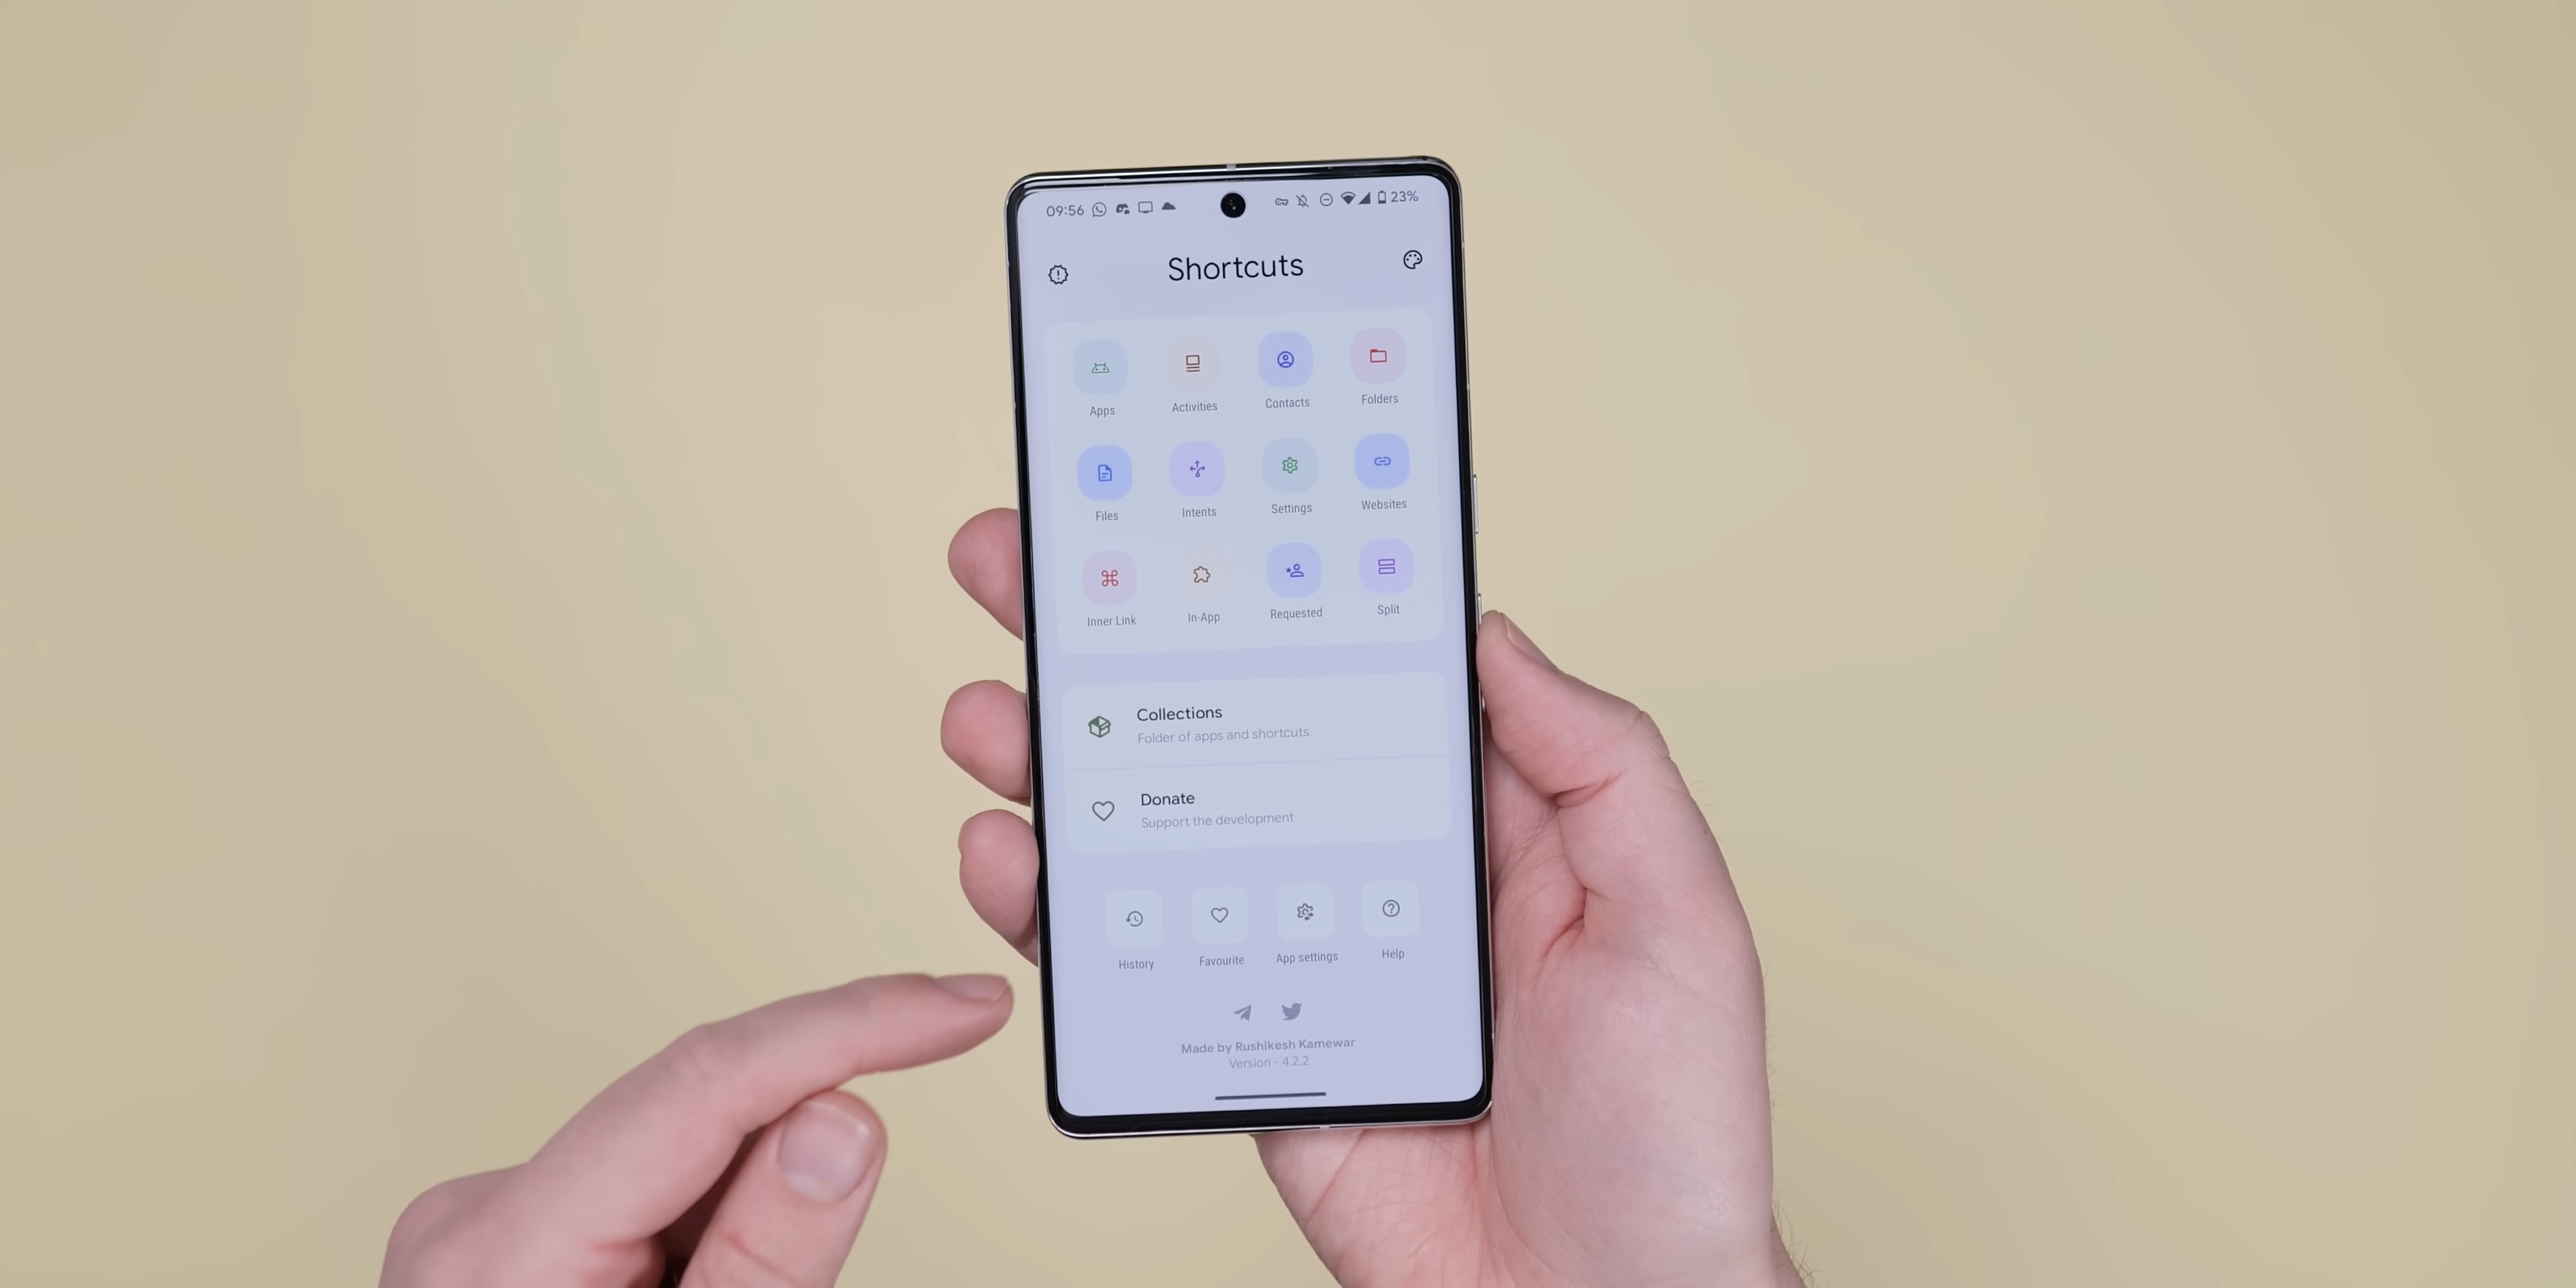 09:56 23%
Shortcuts
Apps Activities Contacts Folders
Files Intents Settings Websites
Inner Link In-App Requested Split
Collections
Folder of apps and shortcuts
Donate
Support the development
History Favourite App settings Help
Made by Rushikesh Kamewar
Version - 4.2.2